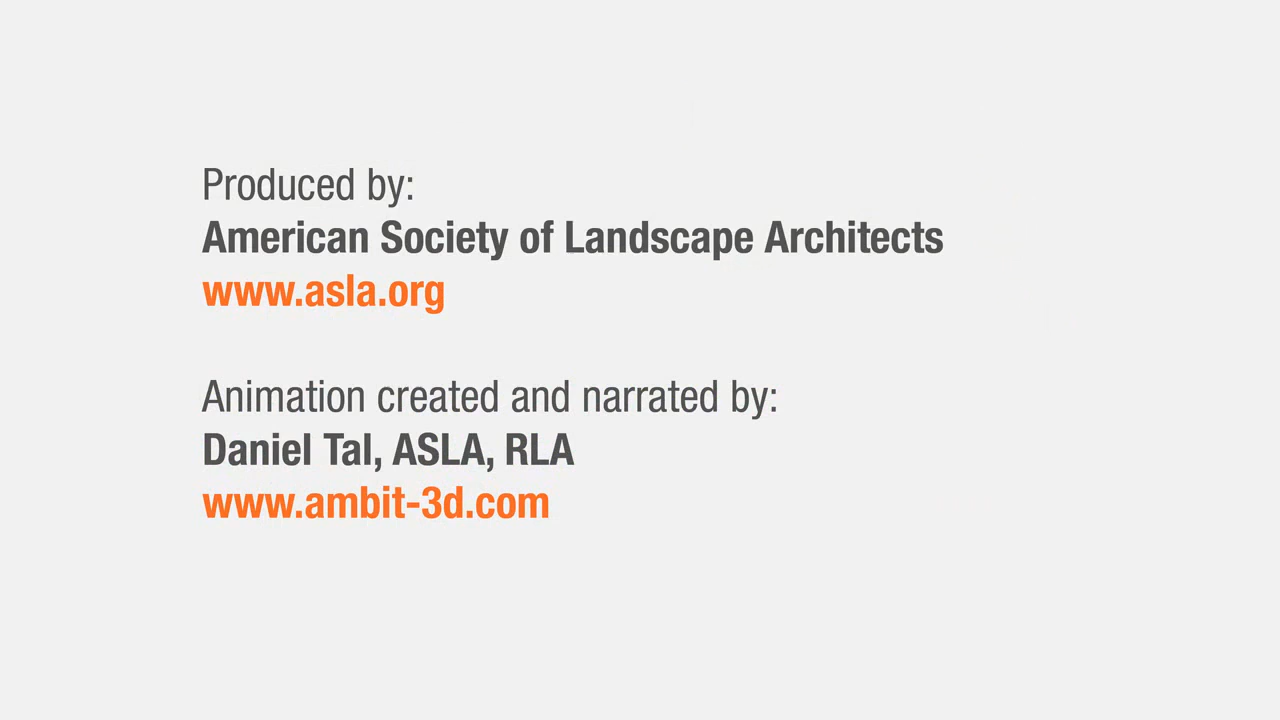 Produced by:
American Society of Landscape Architects
www.asla.org
Animation created and narrated by:
Daniel Tal, ASLA, RLA
www.ambit-3d.com